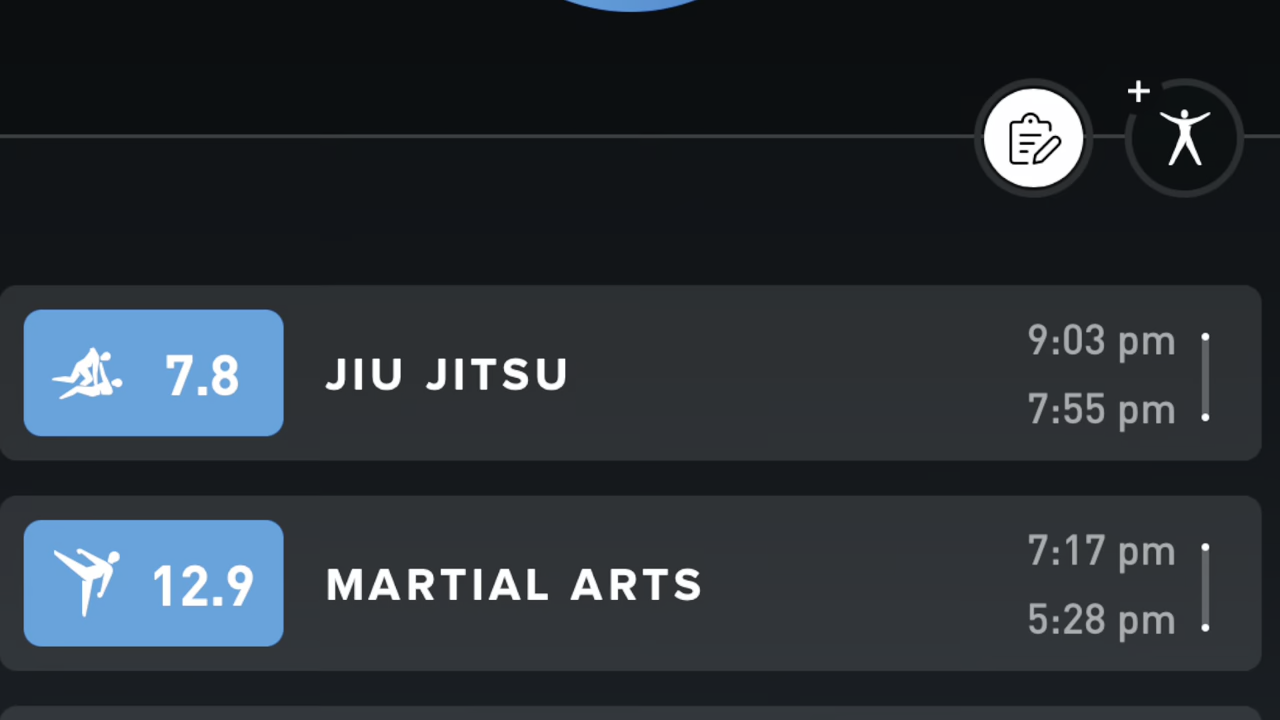 +
7.8 JIU JITSU 9:03 pm
7:55 pm
12.9 MARTIAL ARTS 7:17 pm
5:28 pm